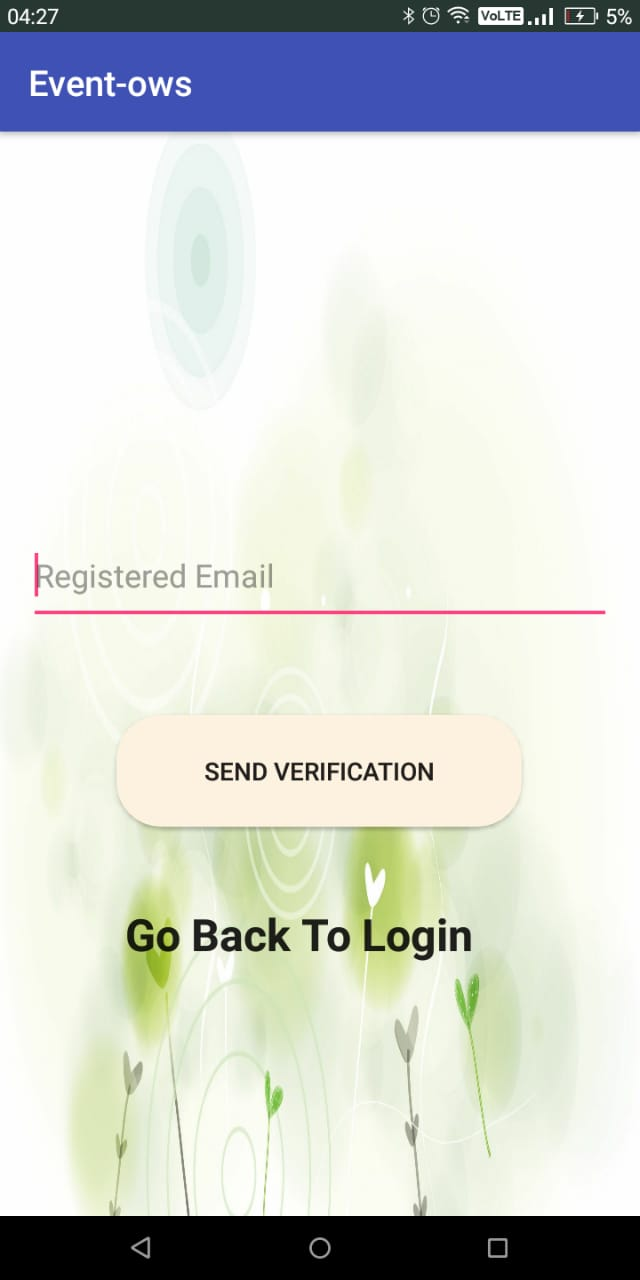 04:27 VoLTE 5%
Event-ows
Registered Email
SEND VERIFICATION
Go Back To Login